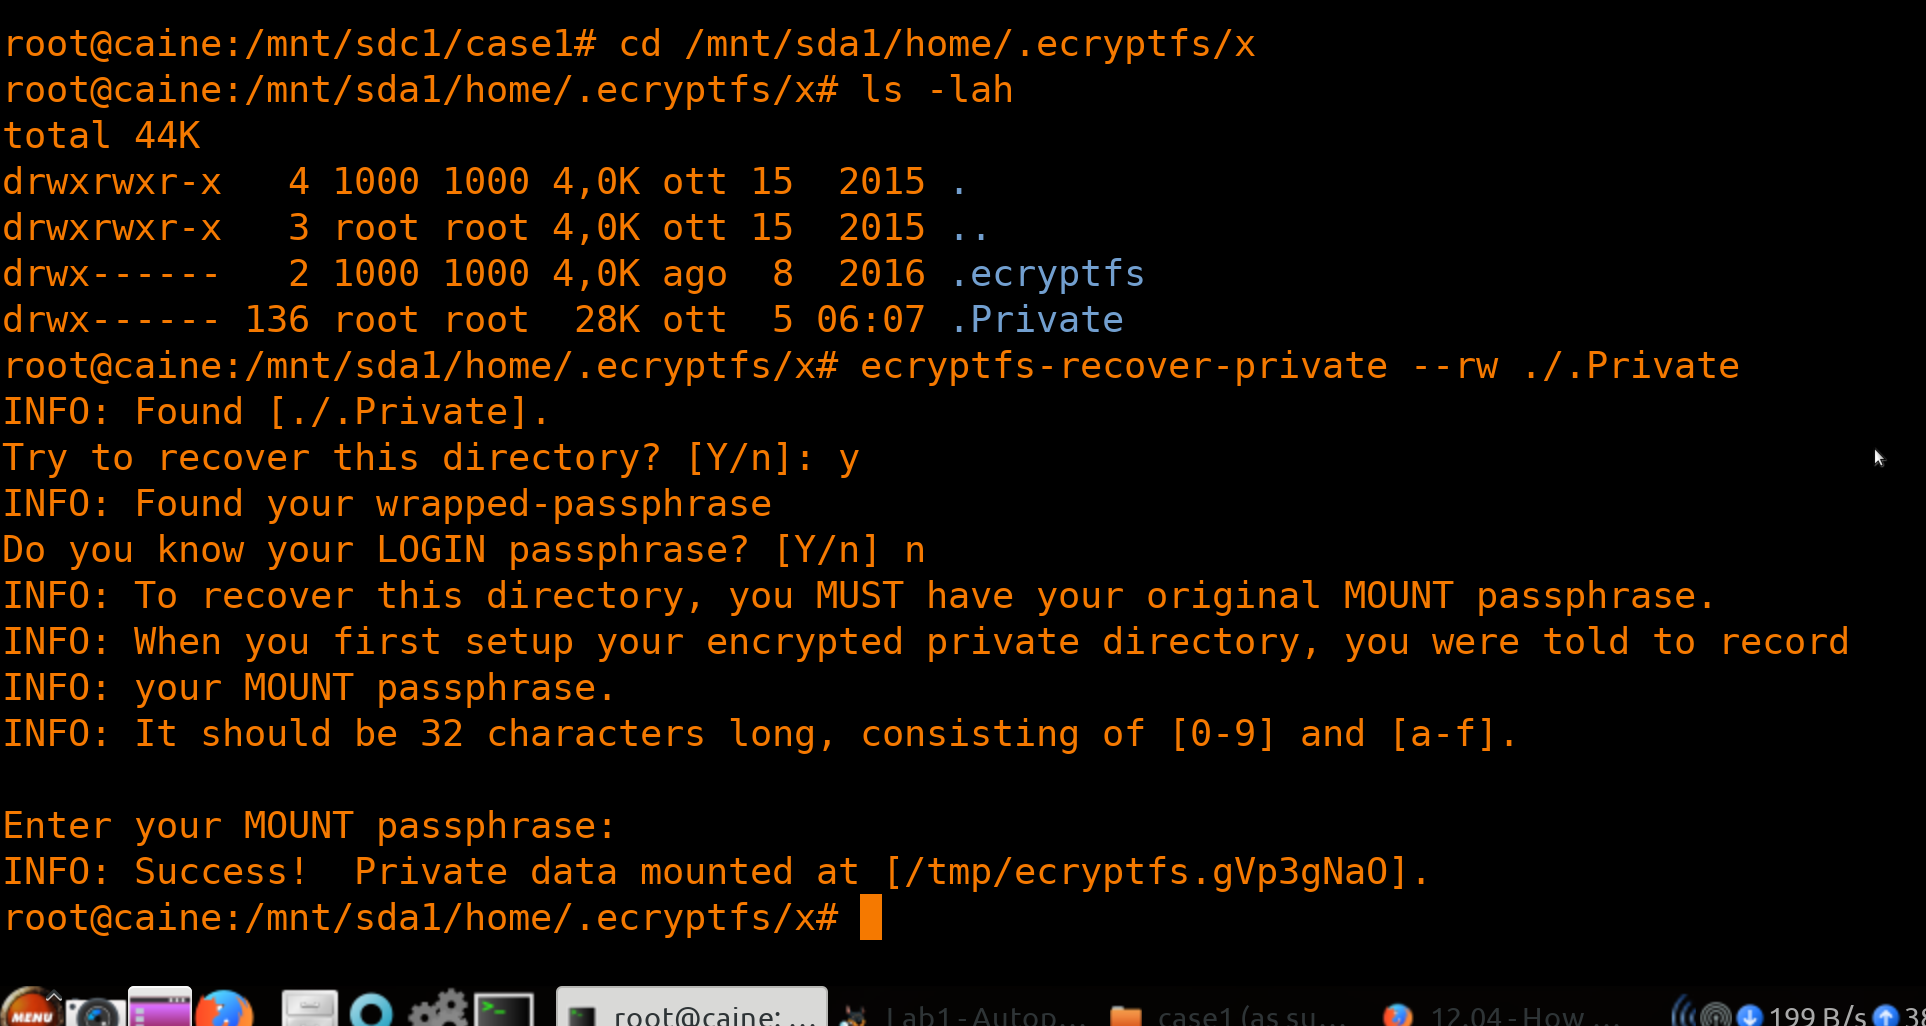 root@caine:/mnt/sdc1/case1# cd /mnt/sda1/home/.ecryptfs/x
root@caine:/mnt/sda1/home/.ecryptfs/x# ls -lah
total 44K
drwxrwxr-x   4 1000 1000 4,0K ott 15  2015 .
drwxrwxr-x   3 root root 4,0K ott 15  2015 ..
drwx------   2 1000 1000 4,0K ago  8  2016 .ecryptfs
drwx------ 136 root root  28K ott  5 06:07 .Private
root@caine:/mnt/sda1/home/.ecryptfs/x# ecryptfs-recover-private --rw ./.Private
INFO: Found [./.Private].
Try to recover this directory? [Y/n]: y
INFO: Found your wrapped-passphrase
Do you know your LOGIN passphrase? [Y/n] n
INFO: To recover this directory, you MUST have your original MOUNT passphrase.
INFO: When you first setup your encrypted private directory, you were told to record
INFO: your MOUNT passphrase.
INFO: It should be 32 characters long, consisting of [0-9] and [a-f].
Enter your MOUNT passphrase:
INFO: Success!  Private data mounted at [/tmp/ecryptfs.gVp3gNaO].
root@caine:/mnt/sda1/home/.ecryptfs/x#
MENU root@caine: ... Lab1 - Autop... case1 (as su... 12.04 - How ... 199 B/s 38